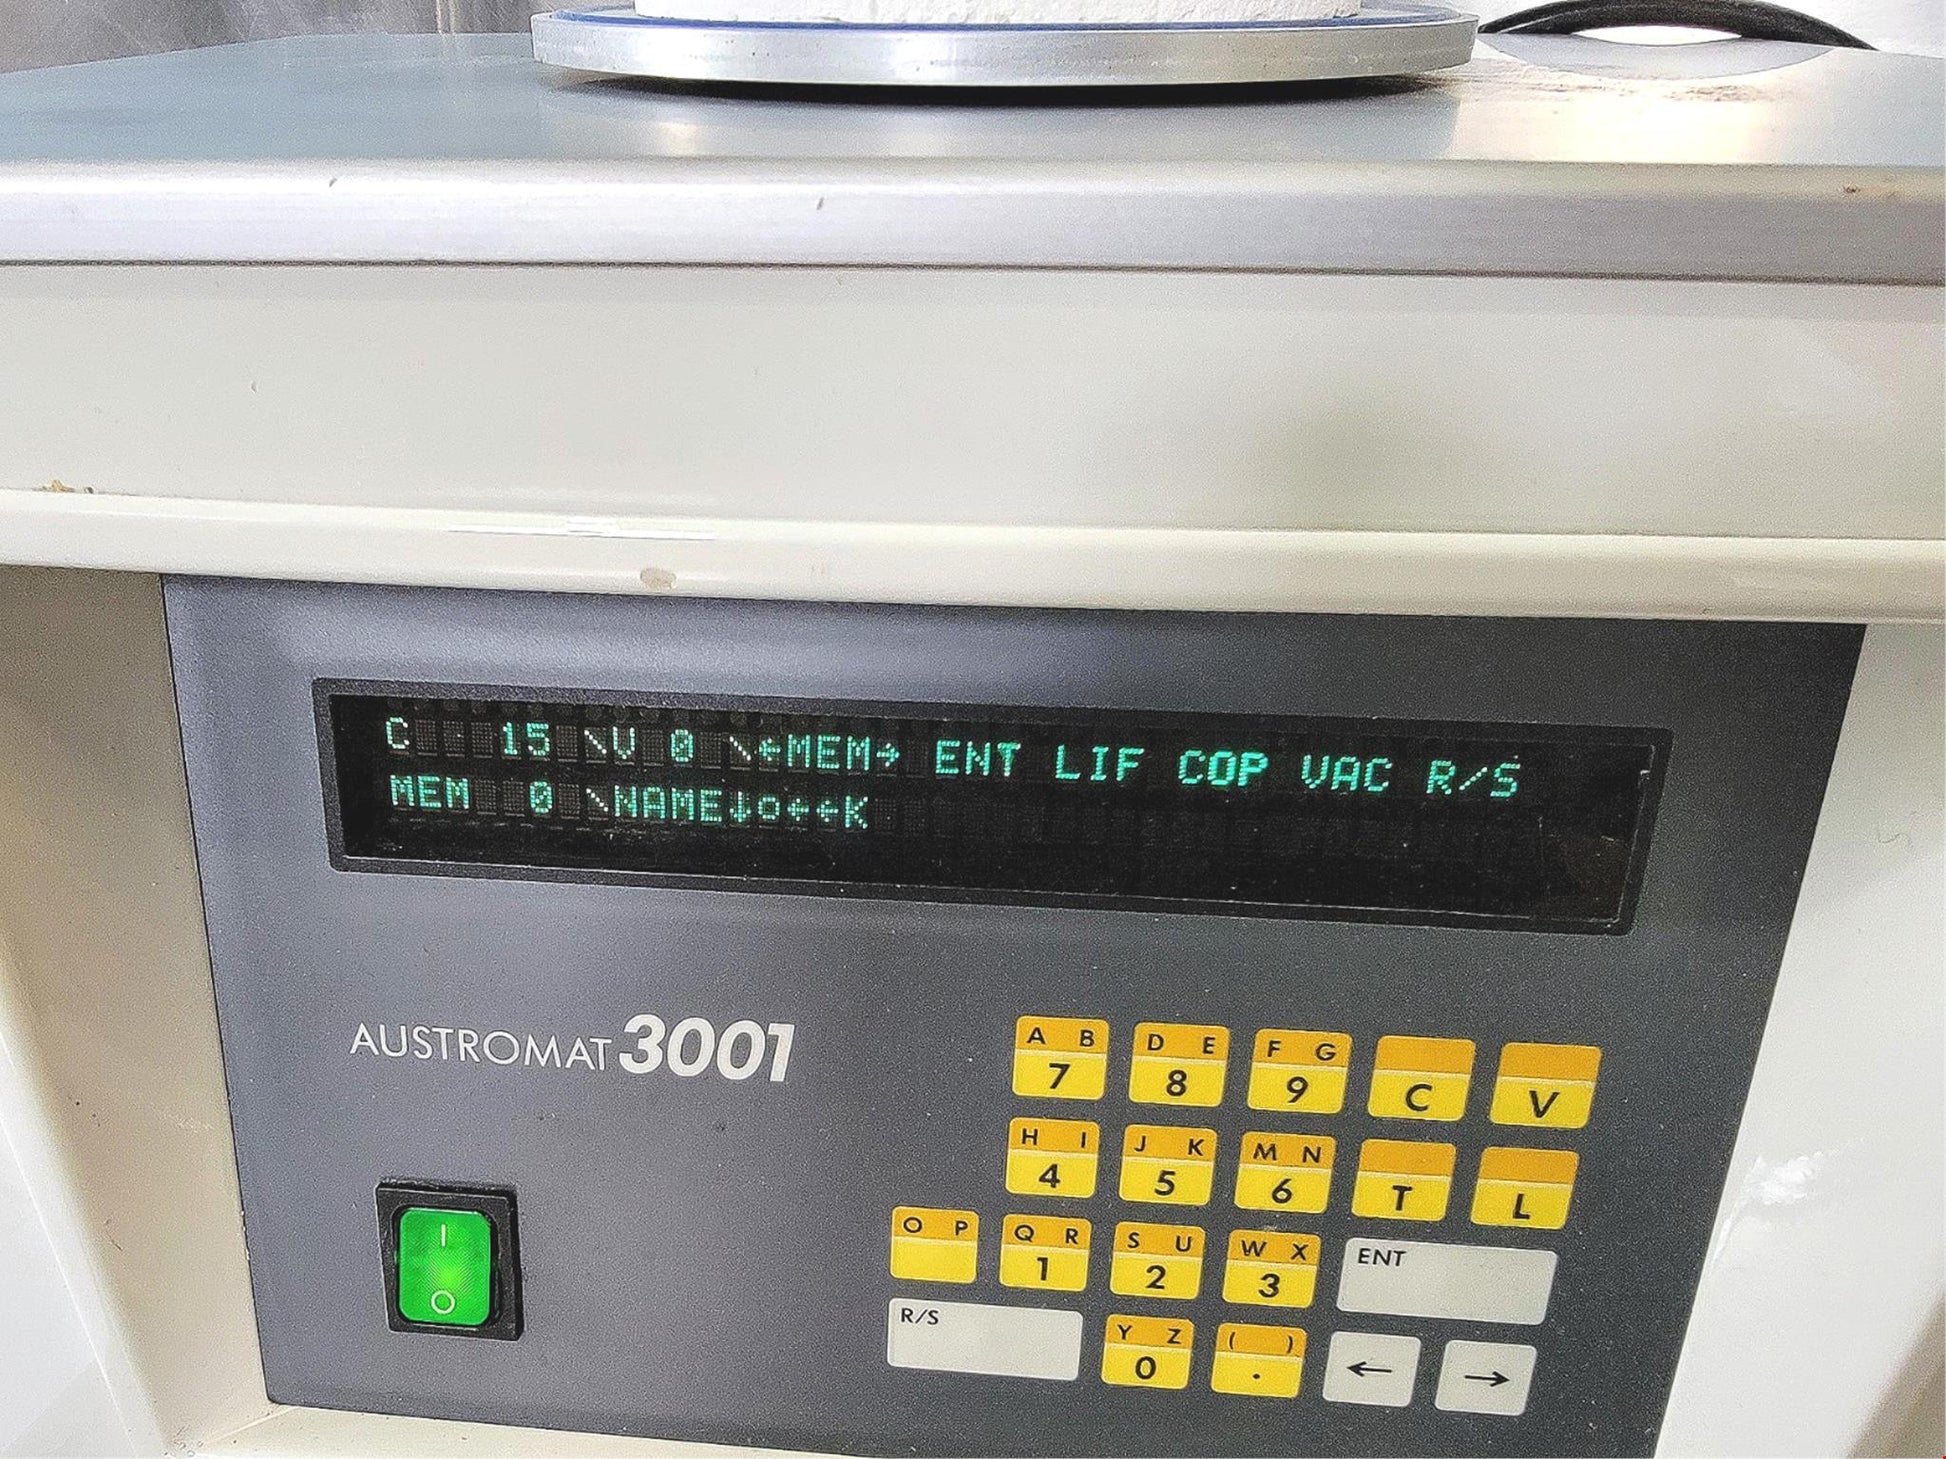 C 15 \V 0 \←MEM→ ENT LIF COP VAC R/S
MEM 0 \NAME↓o←←K
AUSTROMAT 3001
A B D E F G
7 8 9 C V
H I J K M N
4 5 6 T L
O P Q R S U W X ENT
1 2 3
R/S Y Z ( )
0 . ← →
I
O